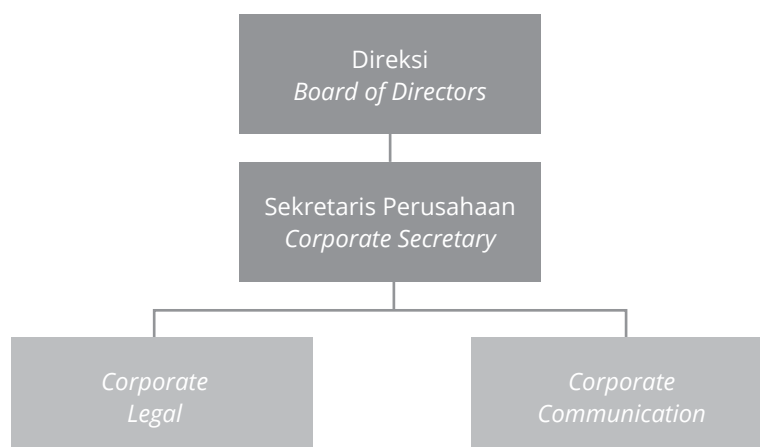 Direksi
Board of Directors
Sekretaris Perusahaan
Corporate Secretary
Corporate
Legal
Corporate
Communication